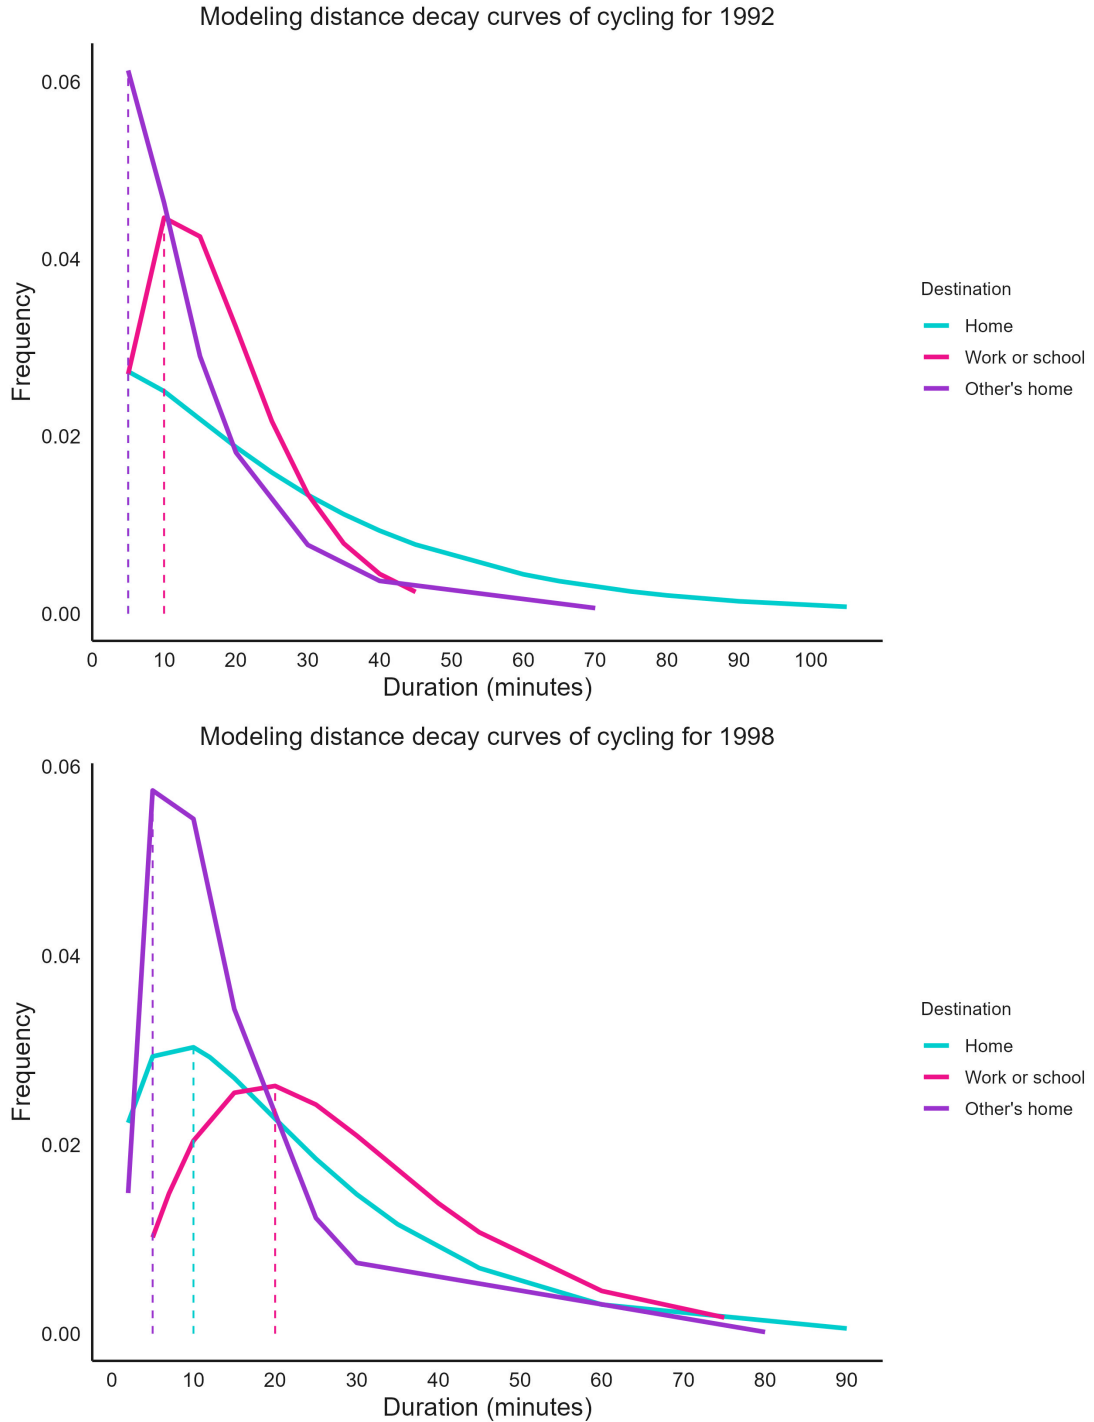 Modeling distance decay curves of cycling for 1992
0.06
0.04
0.02
0.00
Frequency
0 10 20 30 40 50 60 70 80 90 100
Duration (minutes)
Destination
Home
Work or school
Other's home
Modeling distance decay curves of cycling for 1998
0.06
0.04
0.02
0.00
Frequency
0 10 20 30 40 50 60 70 80 90
Duration (minutes)
Destination
Home
Work or school
Other's home